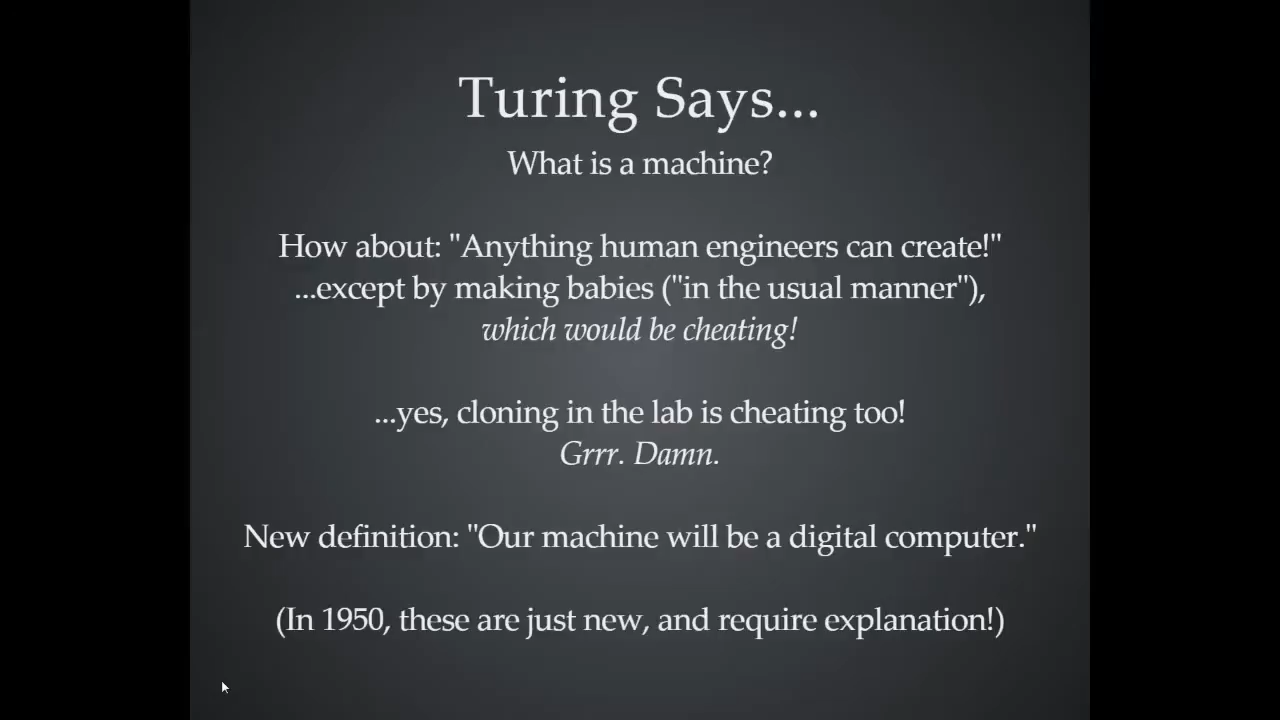 Turing Says...
What is a machine?
How about: "Anything human engineers can create!"
...except by making babies ("in the usual manner"),
which would be cheating!
...yes, cloning in the lab is cheating too!
Grrr. Damn.
New definition: "Our machine will be a digital computer."
(In 1950, these are just new, and require explanation!)